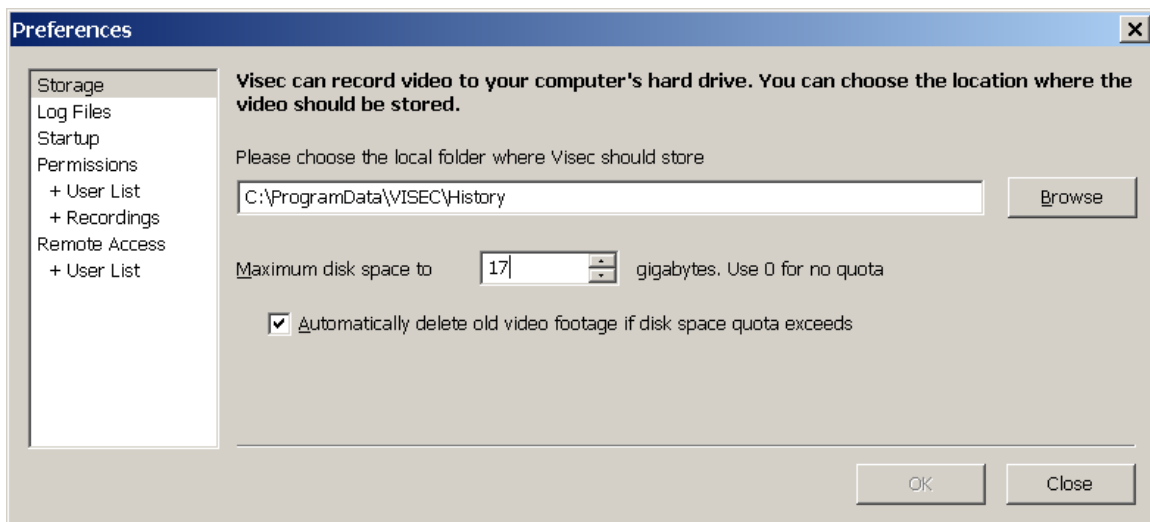 Preferences
Storage
Log Files
Startup
Permissions
+ User List
+ Recordings
Remote Access
+ User List
Visec can record video to your computer's hard drive. You can choose the location where the
video should be stored.
Please choose the local folder where Visec should store
C:\ProgramData\VISEC\History
Browse
Maximum disk space to 17 gigabytes. Use 0 for no quota
Automatically delete old video footage if disk space quota exceeds
OK Close